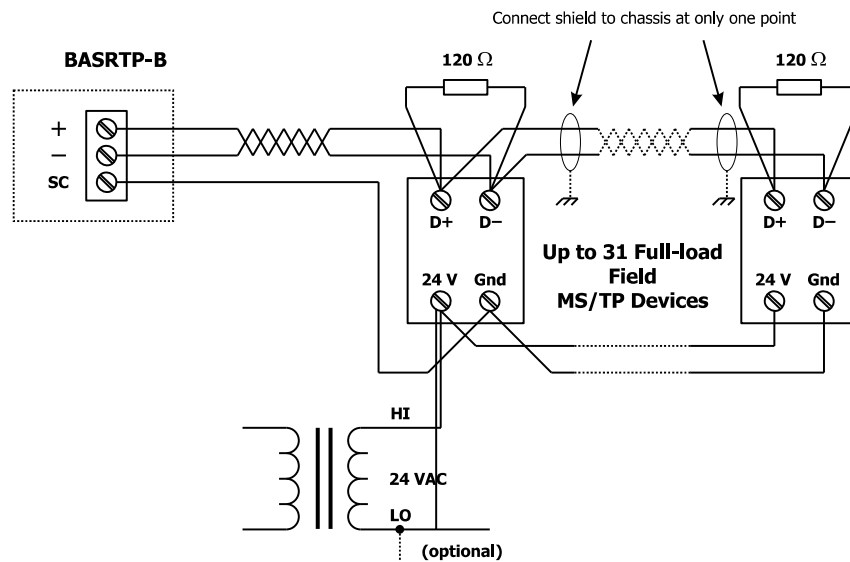 Connect shield to chassis at only one point
BASRTP-B
120 Ω
120 Ω
+
−
SC
D+
D−
D+
D−
Up to 31 Full-load
Field
MS/TP Devices
24 V
Gnd
24 V
Gnd
HI
24 VAC
LO
(optional)